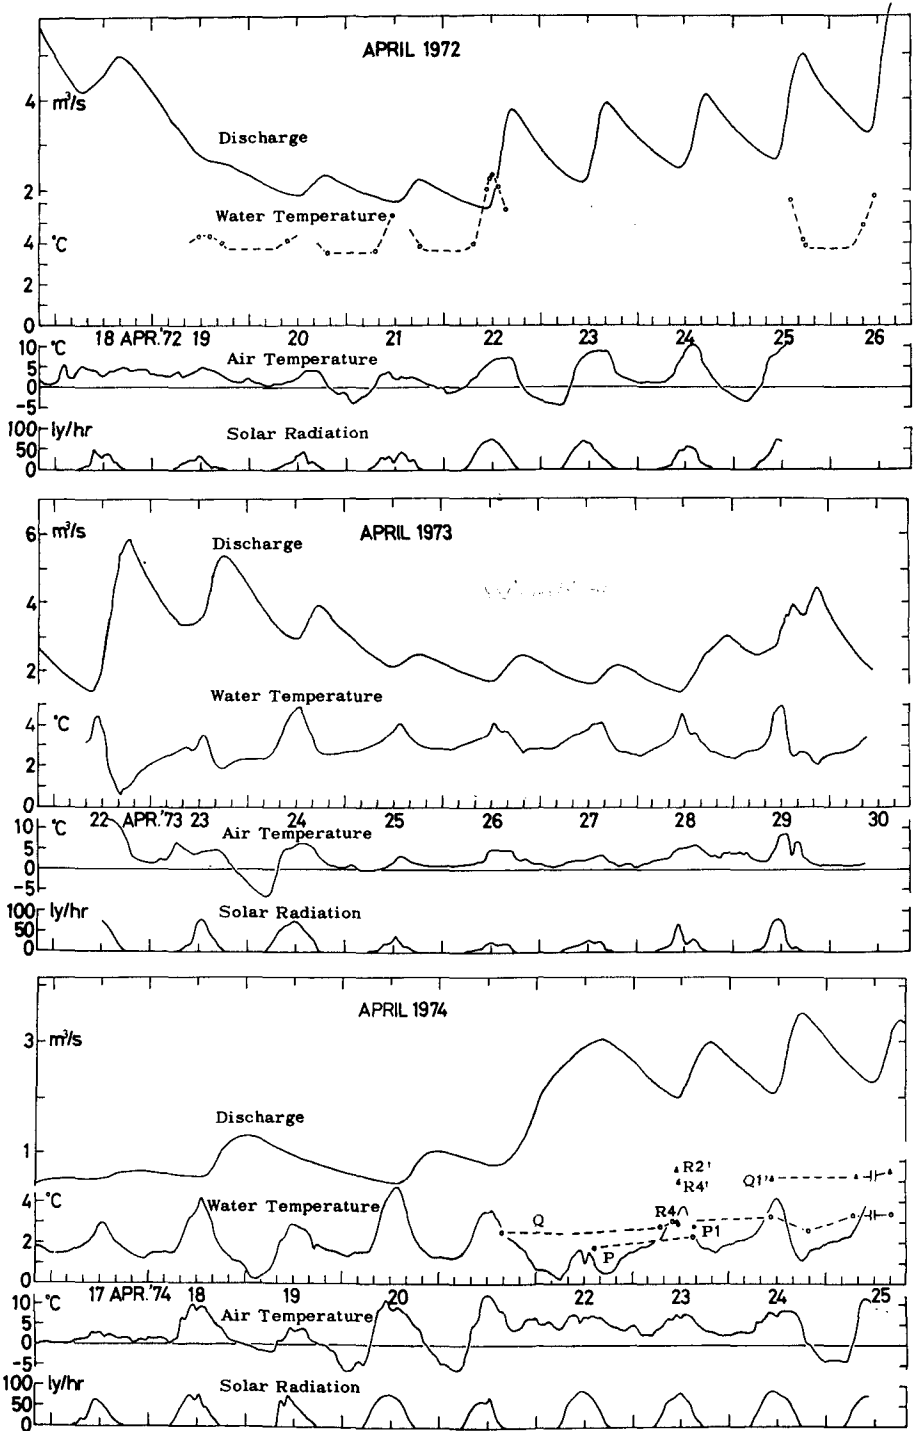 APRIL 1972
4 m³/s
Discharge
2
Water Temperature
4 °C
2
0
18 APR.'72 19 20 21 22 23 24 25 26
10 °C
Air Temperature
5
0
-5
100 ly/hr
Solar Radiation
50
0
m³/s
APRIL 1973
6
Discharge
4
2
Water Temperature
4 °C
2
0
22 APR.'73 23 24 25 26 27 28 29 30
10 °C
Air Temperature
5
0
-5
100 ly/hr
Solar Radiation
50
0
APRIL 1974
3 m³/s
Discharge
1
R2'
R4'
Q1'
4 °C
Water Temperature
R4
Q
P1
2
P
0
17 APR.'74 18 19 20 22 23 24 25
10 °C
Air Temperature
5
0
-5
100 ly/hr
Solar Radiation
50
0